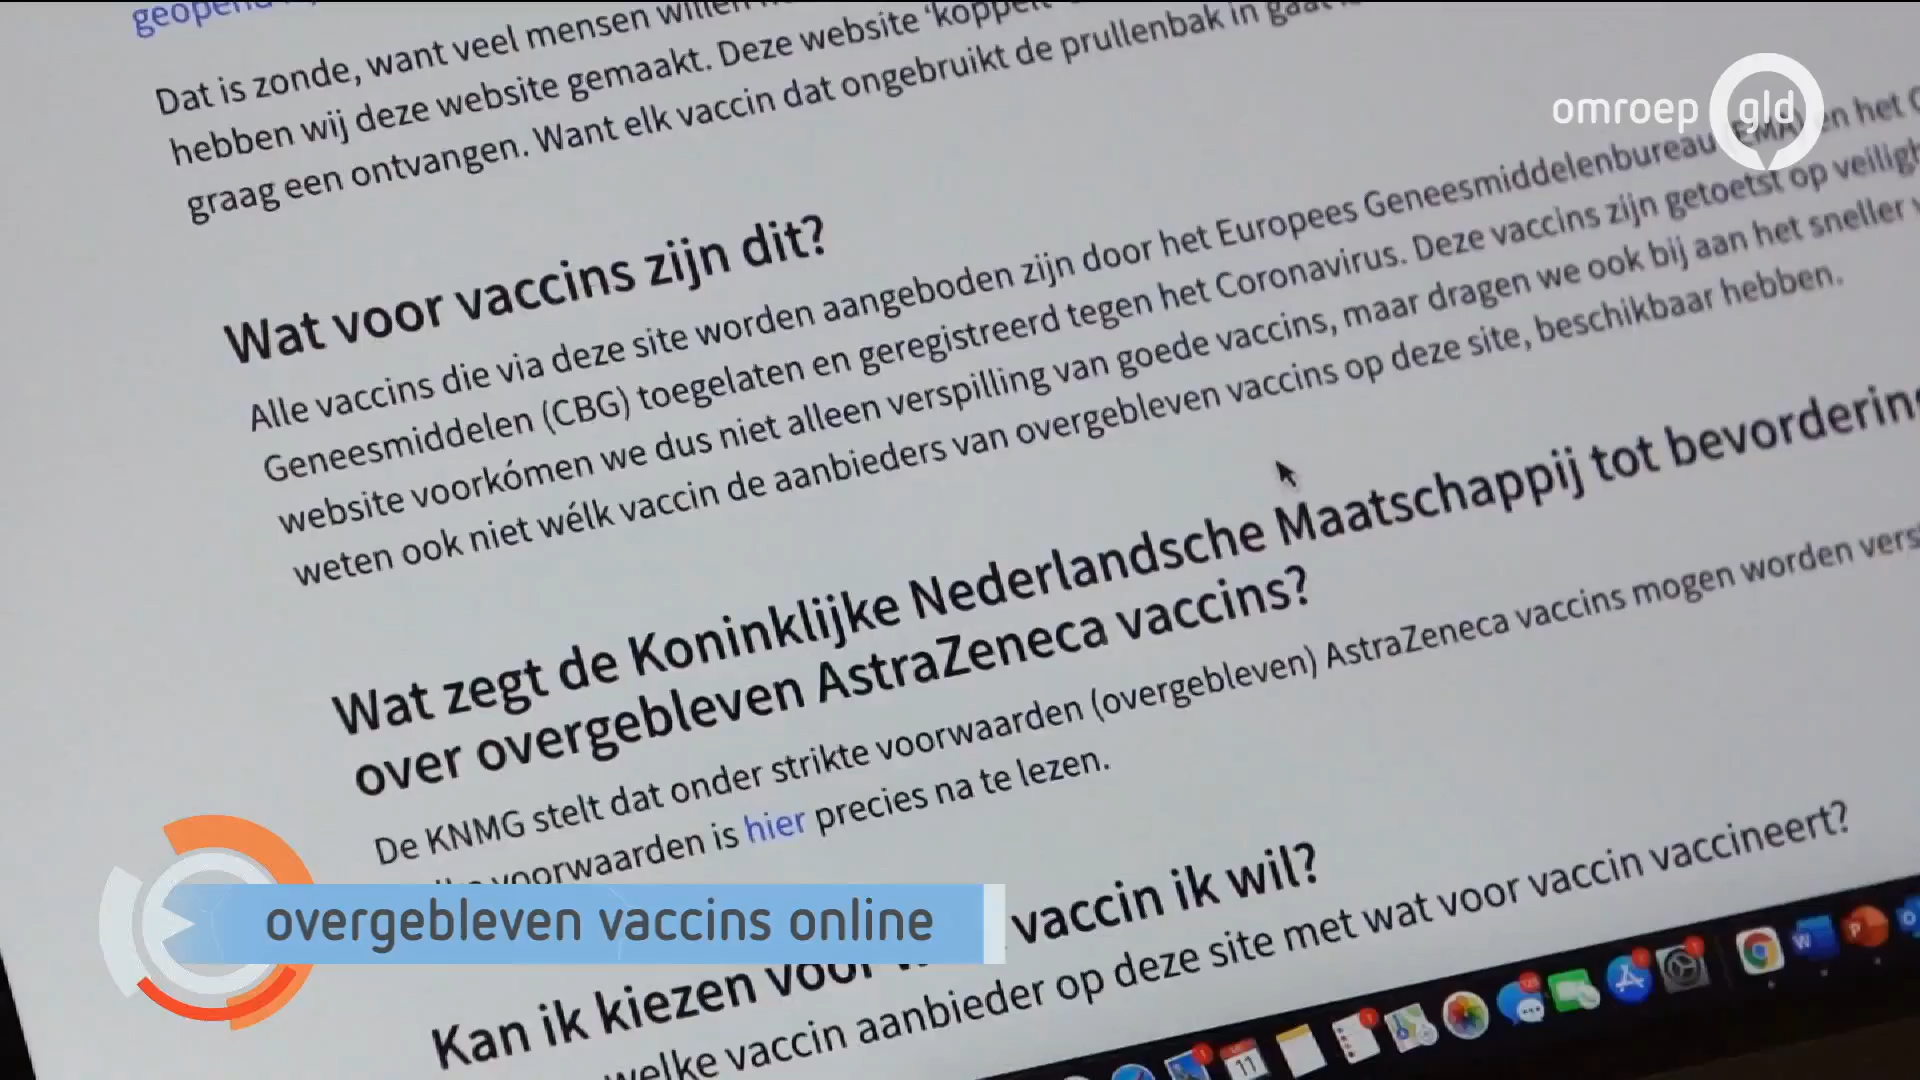 Dat is zonde, want veel mensen willen
hebben wij deze website gemaakt. Deze website 'koppelt'
graag een ontvangen. Want elk vaccin dat ongebruikt de prullenbak in gaat
omroep gld
Wat voor vaccins zijn dit?
Alle vaccins die via deze site worden aangeboden zijn door het Europees Geneesmiddelenbureau (EMA) en het
Geneesmiddelen (CBG) toegelaten en geregistreerd tegen het Coronavirus. Deze vaccins zijn getoetst op
website voorkómen we dus niet alleen verspilling van goede vaccins, maar dragen we ook bij aan het sneller
weten ook niet wélk vaccin de aanbieders van overgebleven vaccins op deze site, beschikbaar hebben.
Wat zegt de Koninklijke Nederlandsche Maatschappij tot bevordering
over overgebleven AstraZeneca vaccins?
De KNMG stelt dat onder strikte voorwaarden (overgebleven) AstraZeneca vaccins mogen worden
voorwaarden is hier precies na te lezen.
overgebleven vaccins online
Kan ik kiezen voor vaccin ik wil?
welke vaccin aanbieder op deze site met wat voor vaccin vaccineert?
11